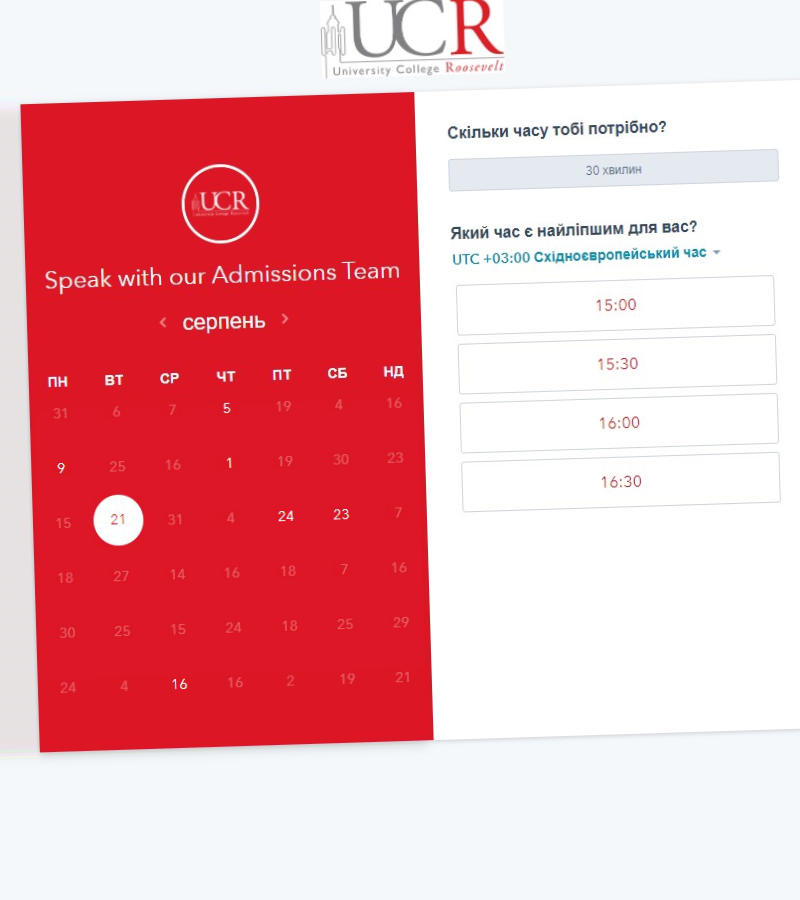 UCR
University College Roosevelt
UCR
University College Roosevelt
Speak with our Admissions Team
серпень
ПН ВТ СР ЧТ ПТ СБ НД
31 6 7 5 19 4 16
9 25 16 1 19 30 23
15 21 31 4 24 23 7
18 27 14 16 18 7 16
30 25 15 24 18 25 29
24 4 16 16 2 19 21
Скільки часу тобі потрібно?
30 хвилин
Який час є найліпшим для вас?
UTC +03:00 Східноєвропейський час
15:00
15:30
16:00
16:30